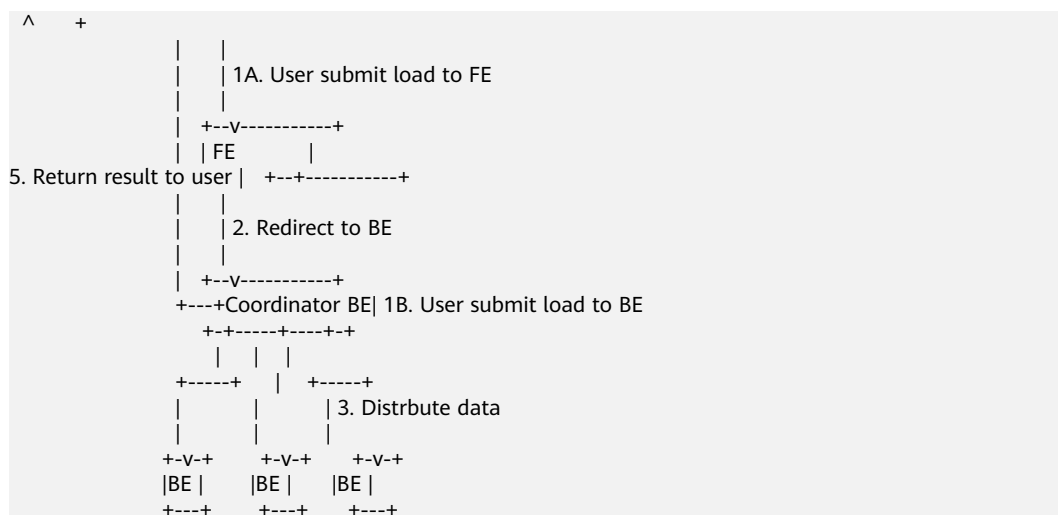 ^ +
| |
| | 1A. User submit load to FE
| |
| +--v-----------+
| | FE |
5. Return result to user | +--+-----------+
| |
| | 2. Redirect to BE
| |
| +--v-----------+
+---+Coordinator BE| 1B. User submit load to BE
+-+-----+----+-+
| | |
+-----+ | +-----+
| | | 3. Distrbute data
| | |
+-v-+ +-v-+ +-v-+
|BE | |BE | |BE |
+---+ +---+ +---+